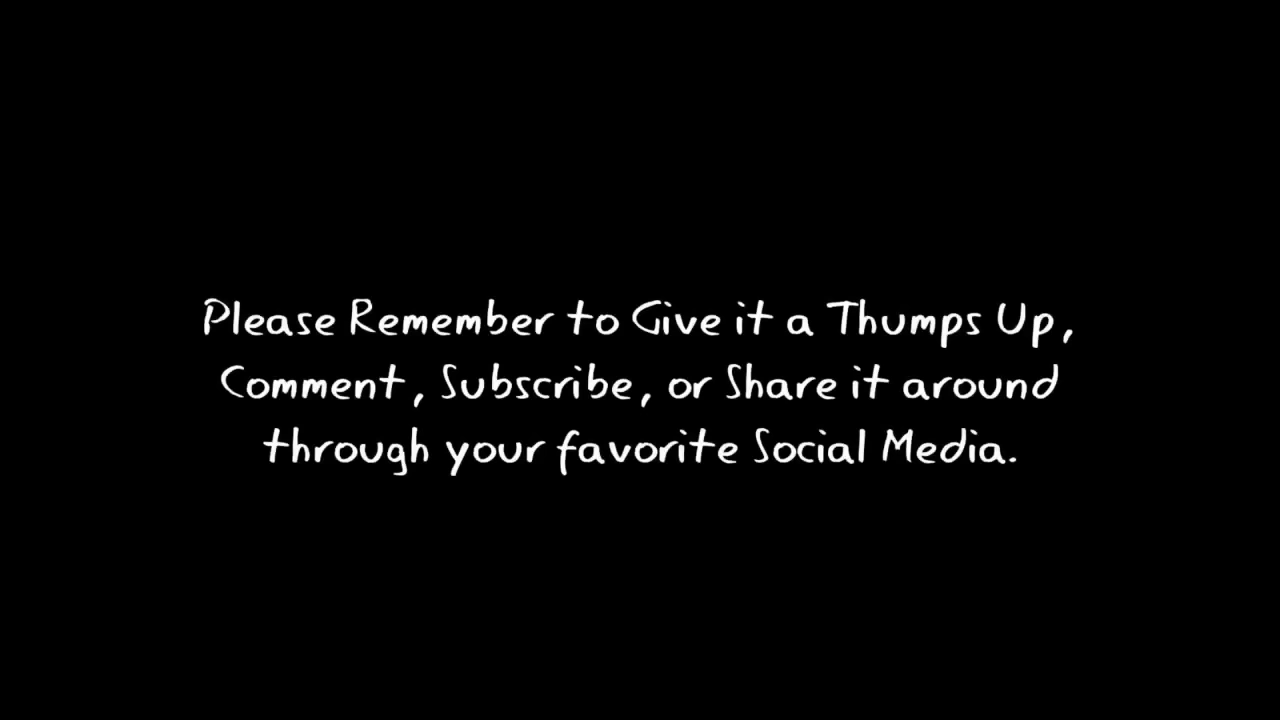 Please Remember to Give it a Thumps Up,
Comment, Subscribe, or Share it around
through your favorite Social Media.